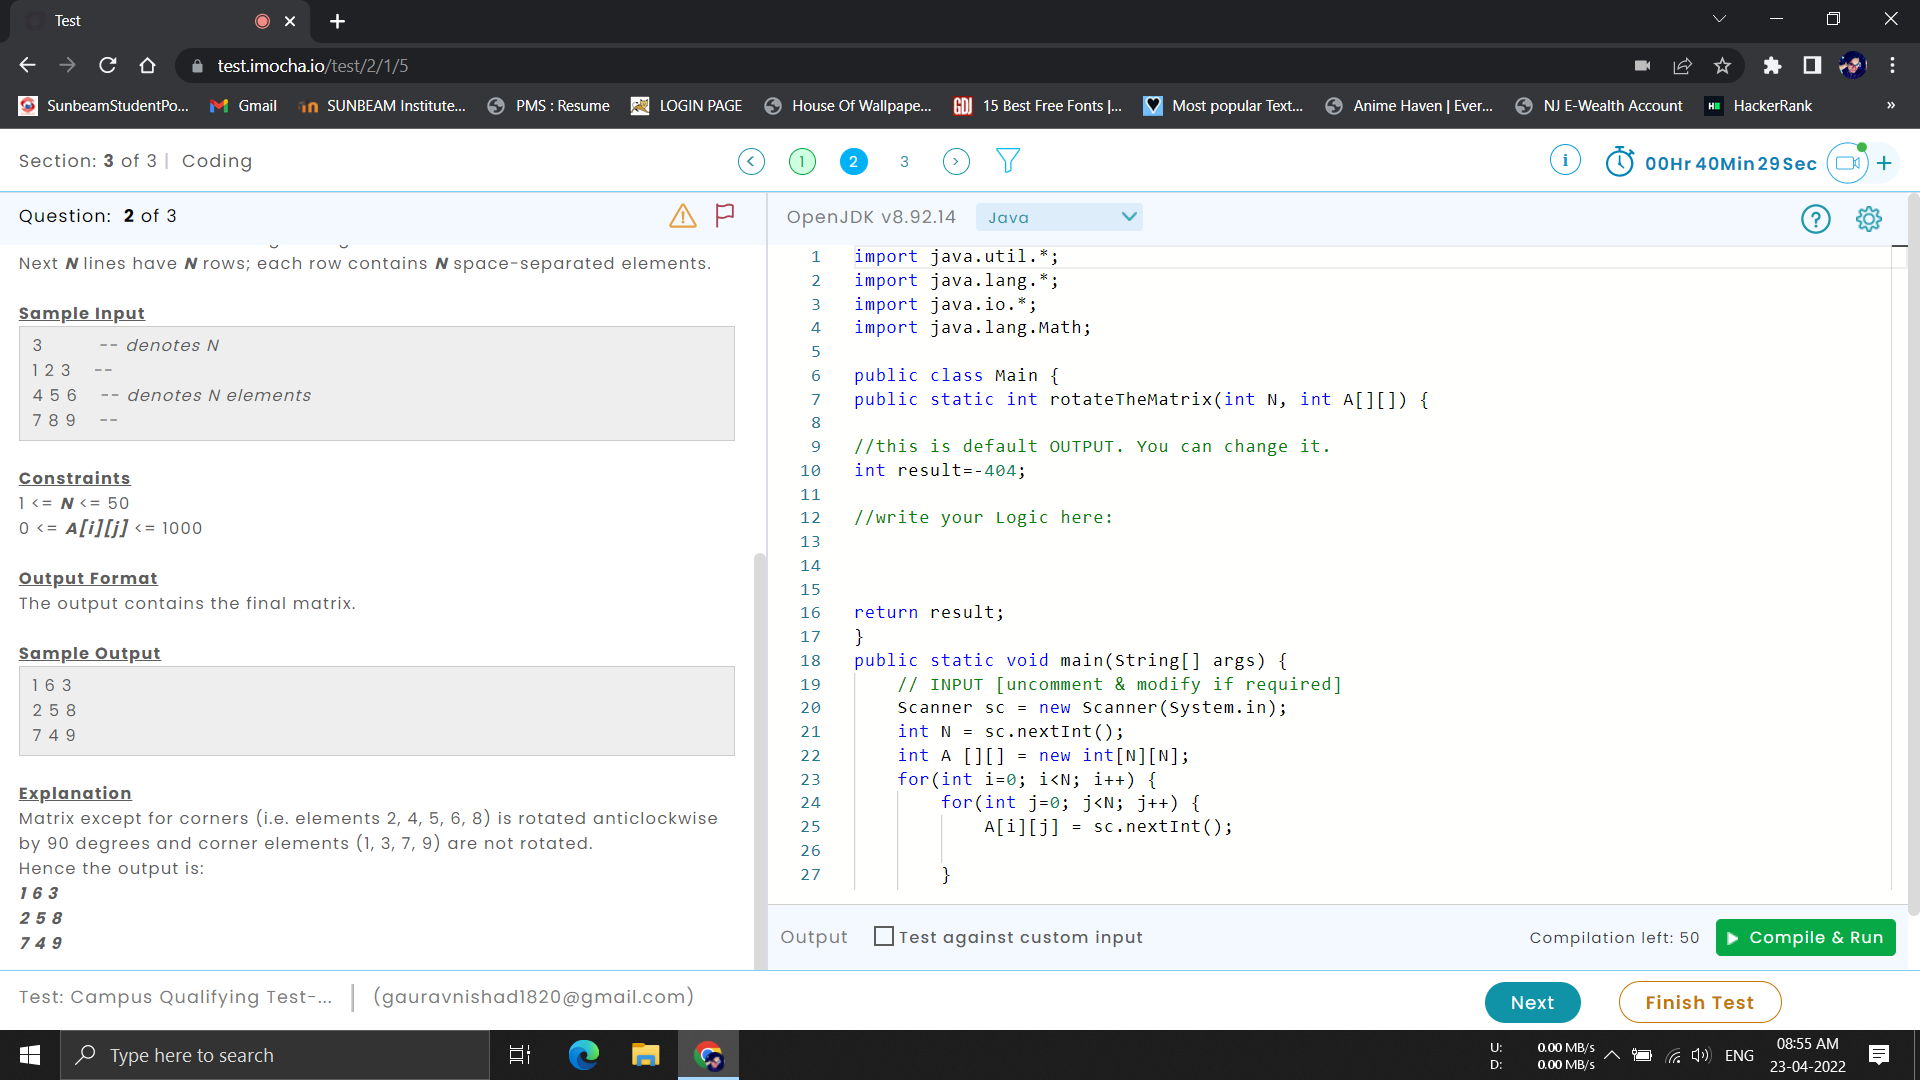 Test
test.imocha.io/test/2/1/5
SunbeamStudentPo... Gmail SUNBEAM Institute... PMS : Resume LOGIN PAGE House Of Wallpape... GDJ 15 Best Free Fonts |... Most popular Text... Anime Haven | Ever... NJ E-Wealth Account HackerRank »
Section: 3 of 3 | Coding
1 2 3
00Hr 40Min 29Sec
Question: 2 of 3
Next N lines have N rows; each row contains N space-separated elements.
Sample Input
3 -- denotes N
1 2 3 --
4 5 6 -- denotes N elements
7 8 9 --
Constraints
1 <= N <= 50
0 <= A[i][j] <= 1000
Output Format
The output contains the final matrix.
Sample Output
1 6 3
2 5 8
7 4 9
Explanation
Matrix except for corners (i.e. elements 2, 4, 5, 6, 8) is rotated anticlockwise
by 90 degrees and corner elements (1, 3, 7, 9) are not rotated.
Hence the output is:
1 6 3
2 5 8
7 4 9
OpenJDK v8.92.14 Java
1 import java.util.*;
2 import java.lang.*;
3 import java.io.*;
4 import java.lang.Math;
5
6 public class Main {
7 public static int rotateTheMatrix(int N, int A[][]) {
8
9 //this is default OUTPUT. You can change it.
10 int result=-404;
11
12 //write your Logic here:
13
14
15
16 return result;
17 }
18 public static void main(String[] args) {
19 // INPUT [uncomment & modify if required]
20 Scanner sc = new Scanner(System.in);
21 int N = sc.nextInt();
22 int A [][] = new int[N][N];
23 for(int i=0; i<N; i++) {
24 for(int j=0; j<N; j++) {
25 A[i][j] = sc.nextInt();
26
27 }
Output Test against custom input Compilation left: 50 Compile & Run
Test: Campus Qualifying Test-... | (gauravnishad1820@gmail.com) Next Finish Test
Type here to search
U: 0.00 MB/s
D: 0.00 MB/s
ENG
08:55 AM
23-04-2022